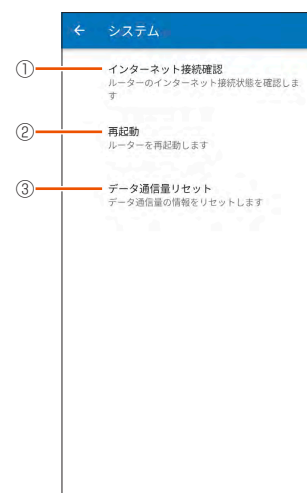 ← システム
① インターネット接続確認
ルーターのインターネット接続状態を確認しま
す
② 再起動
ルーターを再起動します
③ データ通信量リセット
データ通信量の情報をリセットします